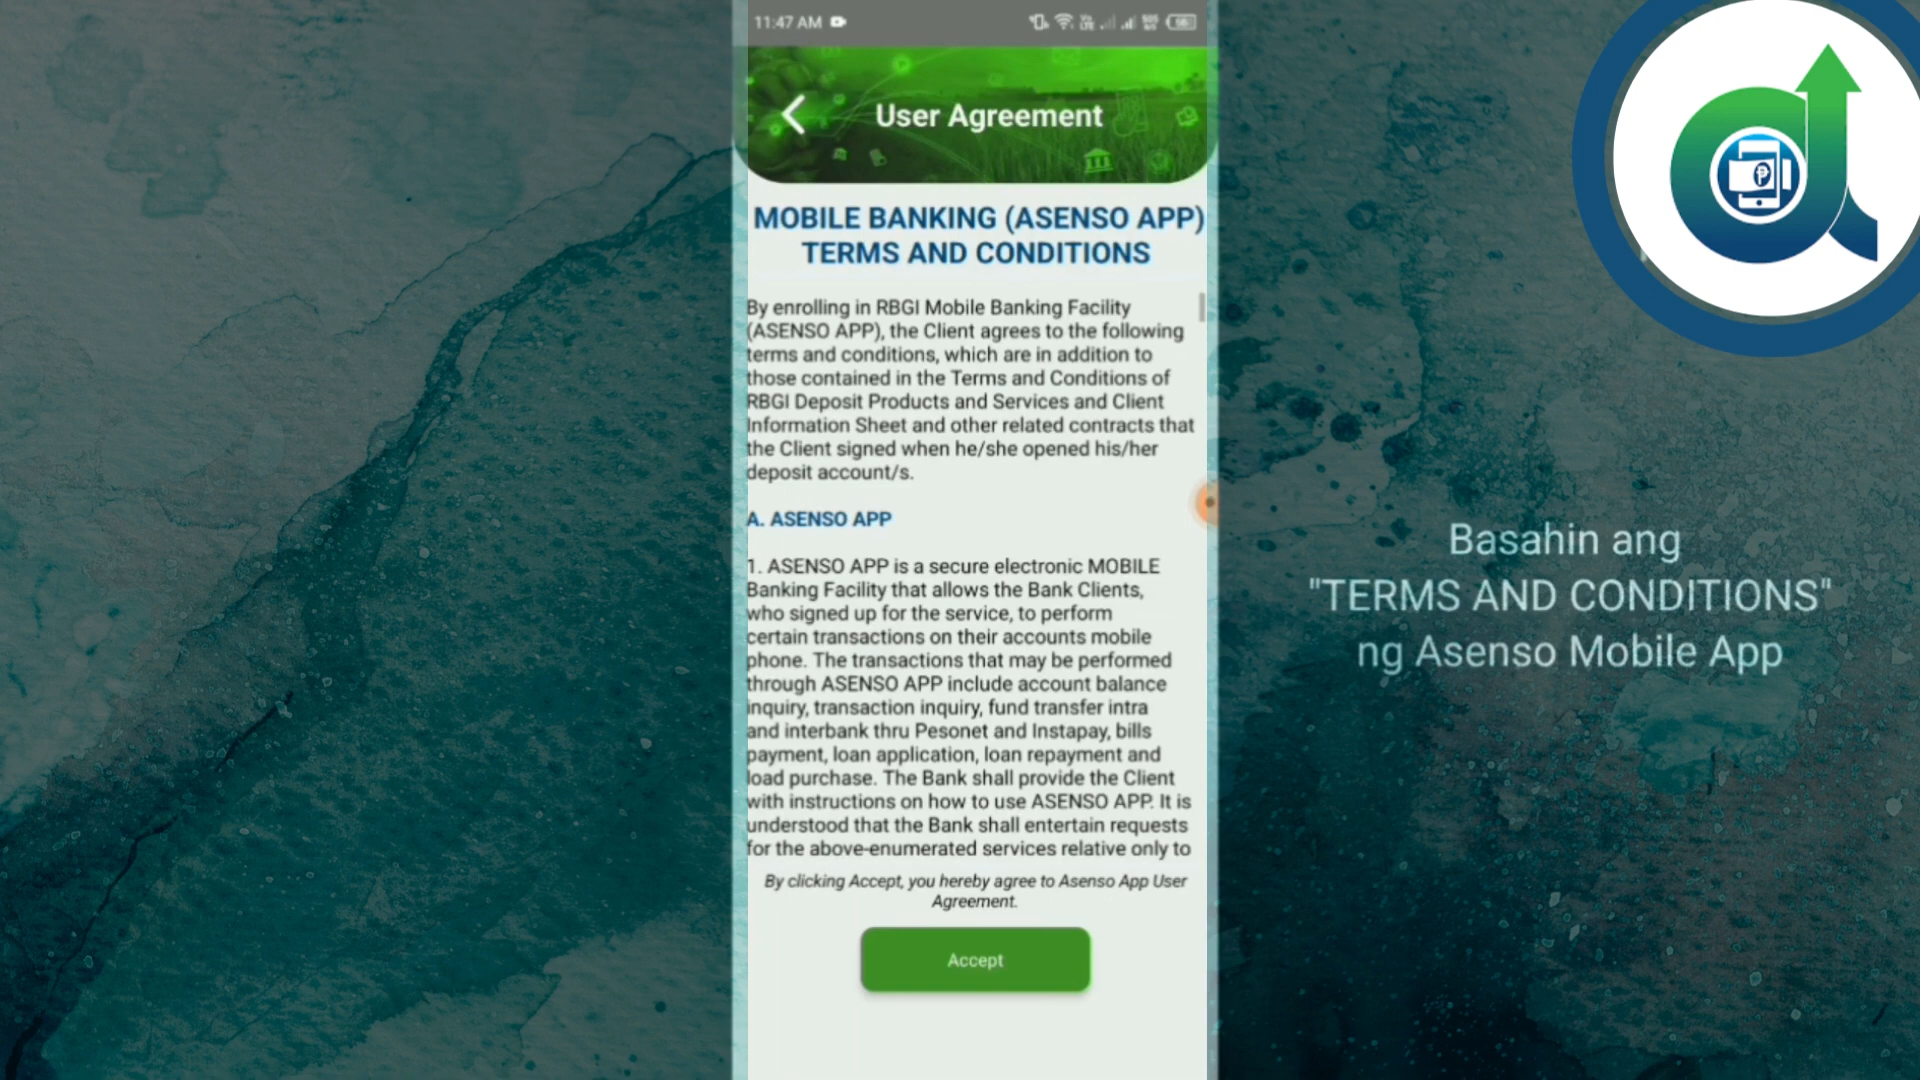 11:47 AM
User Agreement
MOBILE BANKING (ASENSO APP)
TERMS AND CONDITIONS
By enrolling in RBGI Mobile Banking Facility
(ASENSO APP), the Client agrees to the following
terms and conditions, which are in addition to
those contained in the Terms and Conditions of
RBGI Deposit Products and Services and Client
Information Sheet and other related contracts that
the Client signed when he/she opened his/her
deposit account/s.
A. ASENSO APP
1. ASENSO APP is a secure electronic MOBILE
Banking Facility that allows the Bank Clients,
who signed up for the service, to perform
certain transactions on their accounts mobile
phone. The transactions that may be performed
through ASENSO APP include account balance
inquiry, transaction inquiry, fund transfer intra
and interbank thru Pesonet and Instapay, bills
payment, loan application, loan repayment and
load purchase. The Bank shall provide the Client
with instructions on how to use ASENSO APP. It is
understood that the Bank shall entertain requests
for the above-enumerated services relative only to
By clicking Accept, you hereby agree to Asenso App User
Agreement.
Accept
Basahin ang
"TERMS AND CONDITIONS"
ng Asenso Mobile App